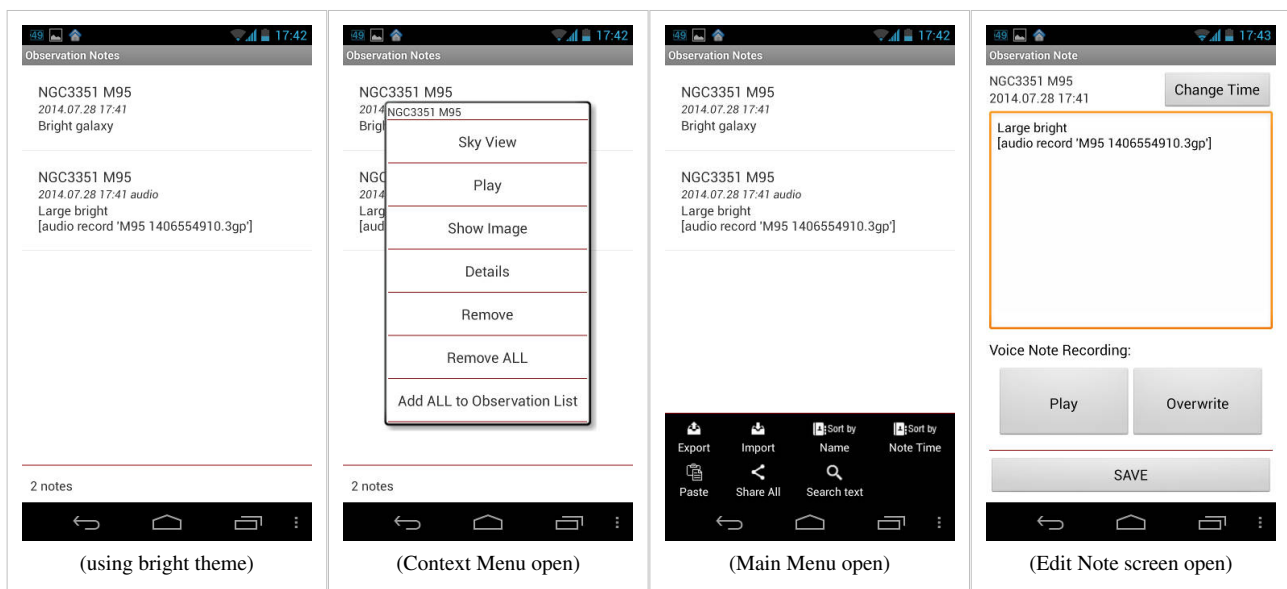 49 17:42
Observation Notes
NGC3351 M95
2014.07.28 17:41
Bright galaxy
NGC3351 M95
2014.07.28 17:41 audio
Large bright
[audio record 'M95 1406554910.3gp']
2 notes
(using bright theme)
49 17:42
Observation Notes
NGC3351 M95
2014
Brigl
NGC3351 M95
Sky View
Play
Show Image
Details
Remove
Remove ALL
Add ALL to Observation List
NGC
2014
Larg
[aud
2 notes
(Context Menu open)
49 17:42
Observation Notes
NGC3351 M95
2014.07.28 17:41
Bright galaxy
NGC3351 M95
2014.07.28 17:41 audio
Large bright
[audio record 'M95 1406554910.3gp']
Export Import Sort by Name Sort by Note Time
Paste Share All Search text
(Main Menu open)
49 17:43
Observation Note
NGC3351 M95
2014.07.28 17:41
Change Time
Large bright
[audio record 'M95 1406554910.3gp']
Voice Note Recording:
Play Overwrite
SAVE
(Edit Note screen open)